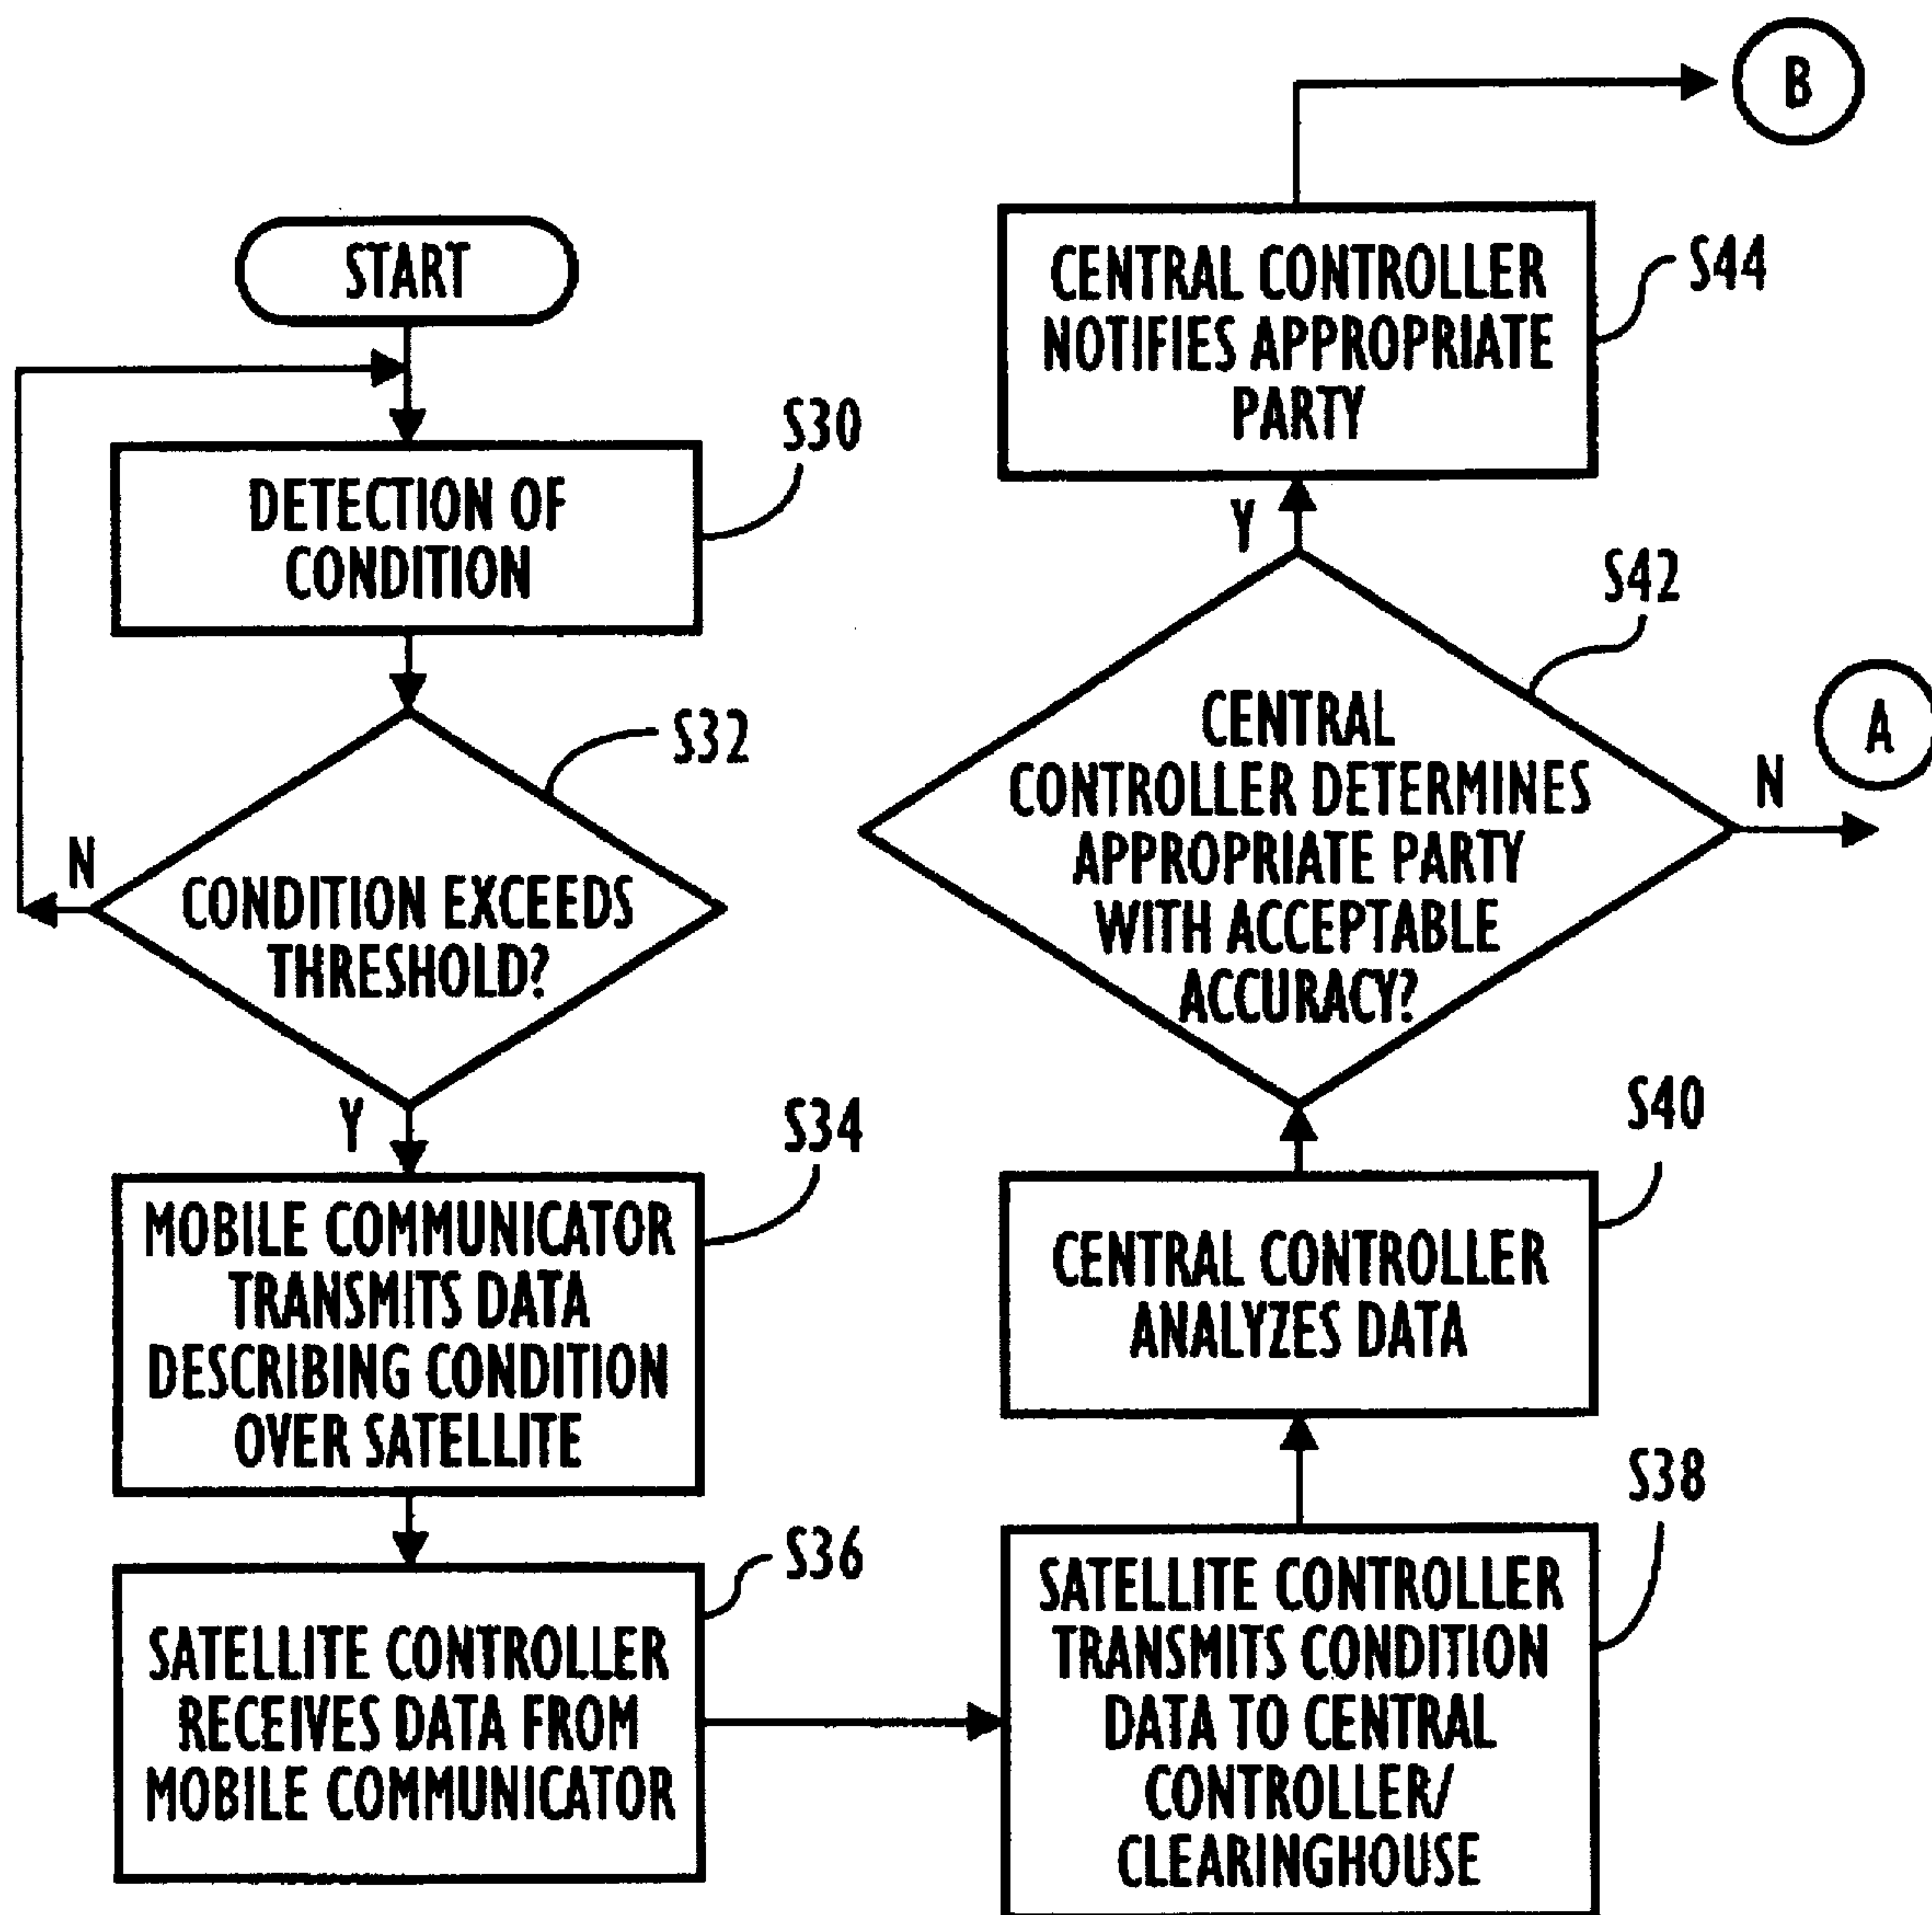 START
S30
DETECTION OF
CONDITION
S32
N
CONDITION EXCEEDS
THRESHOLD?
Y
S34
MOBILE COMMUNICATOR
TRANSMITS DATA
DESCRIBING CONDITION
OVER SATELLITE
S36
SATELLITE CONTROLLER
RECEIVES DATA FROM
MOBILE COMMUNICATOR
S38
SATELLITE CONTROLLER
TRANSMITS CONDITION
DATA TO CENTRAL
CONTROLLER/
CLEARINGHOUSE
S40
CENTRAL CONTROLLER
ANALYZES DATA
S42
CENTRAL
CONTROLLER DETERMINES
APPROPRIATE PARTY
WITH ACCEPTABLE
ACCURACY?
N
A
Y
S44
CENTRAL CONTROLLER
NOTIFIES APPROPRIATE
PARTY
B